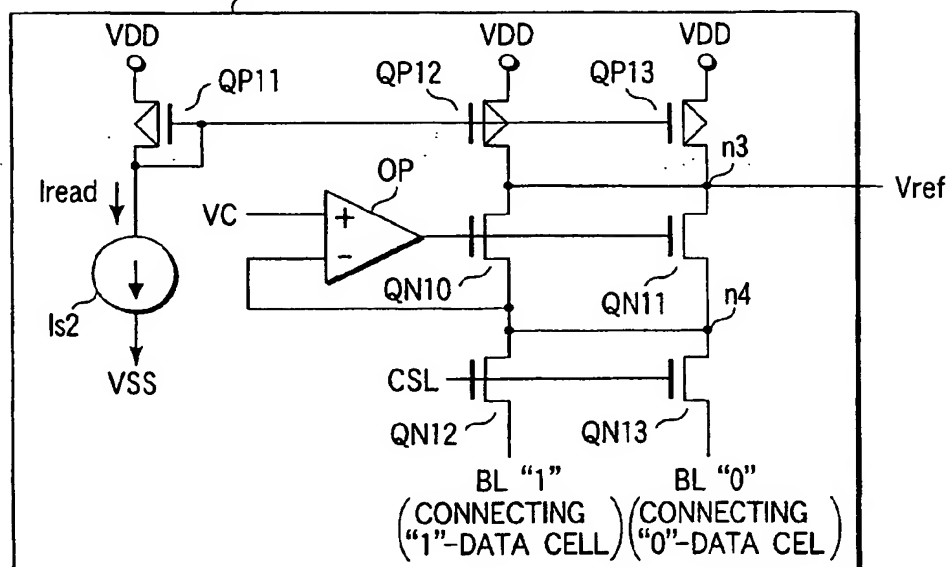 VDD VDD VDD
QP11 QP12 QP13
n3
OP
Iread
VC
Vref
+
−
QN10 QN11
n4
Is2
CSL
VSS
QN12 QN13
BL “1” BL “0”
(CONNECTING “1”-DATA CELL) (CONNECTING “0”-DATA CEL)